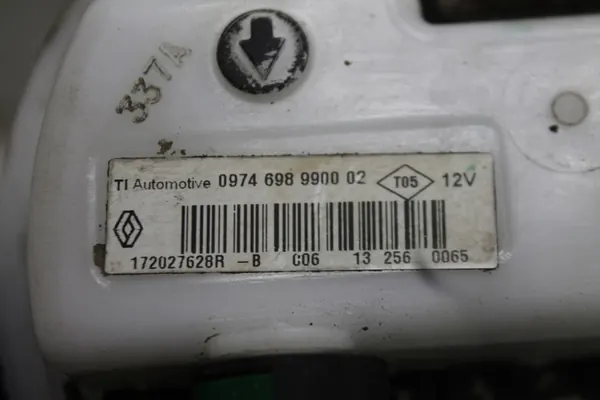 337A
TI Automotive 0974 698 9900 02 T05 12V
172027628R -B C06 13 256 0065